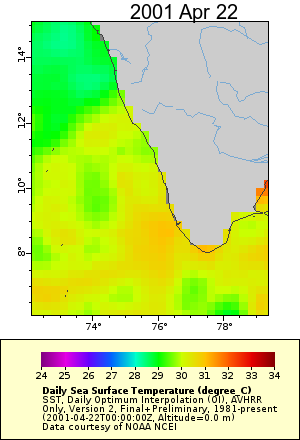 2001 Apr 22
14°
12°
10°
8°
74°
76°
78°
24 25 26 27 28 29 30 31 32 33 34
Daily Sea Surface Temperature (degree_C)
SST, Daily Optimum Interpolation (OI), AVHRR
Only, Version 2, Final+Preliminary, 1981-present
(2001-04-22T00:00:00Z, Altitude=0.0 m)
Data courtesy of NOAA NCEI